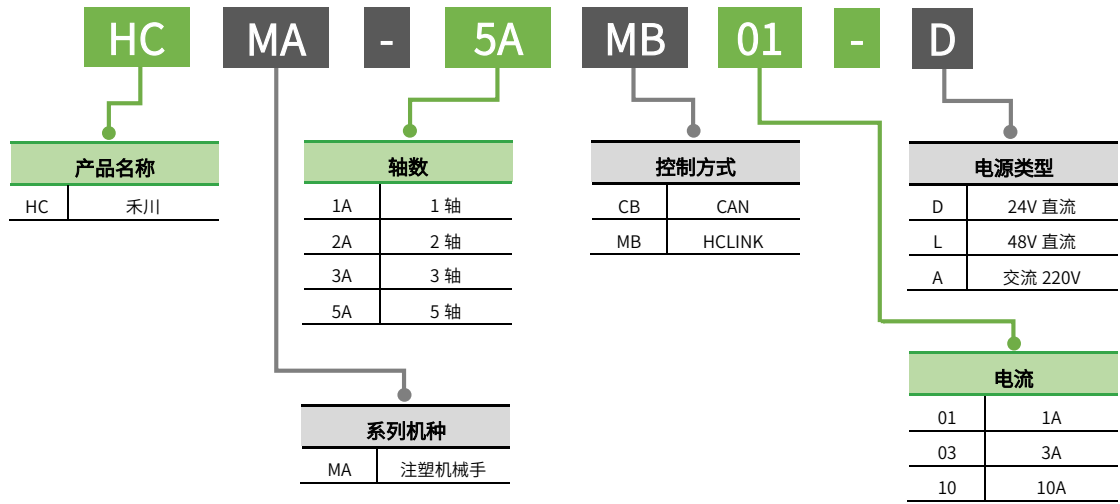 HC MA - 5A MB 01 - D
产品名称
HC 禾川
轴数
1A 1 轴
2A 2 轴
3A 3 轴
5A 5 轴
控制方式
CB CAN
MB HCLINK
电源类型
D 24V 直流
L 48V 直流
A 交流 220V
系列机种
MA 注塑机械手
电流
01 1A
03 3A
10 10A